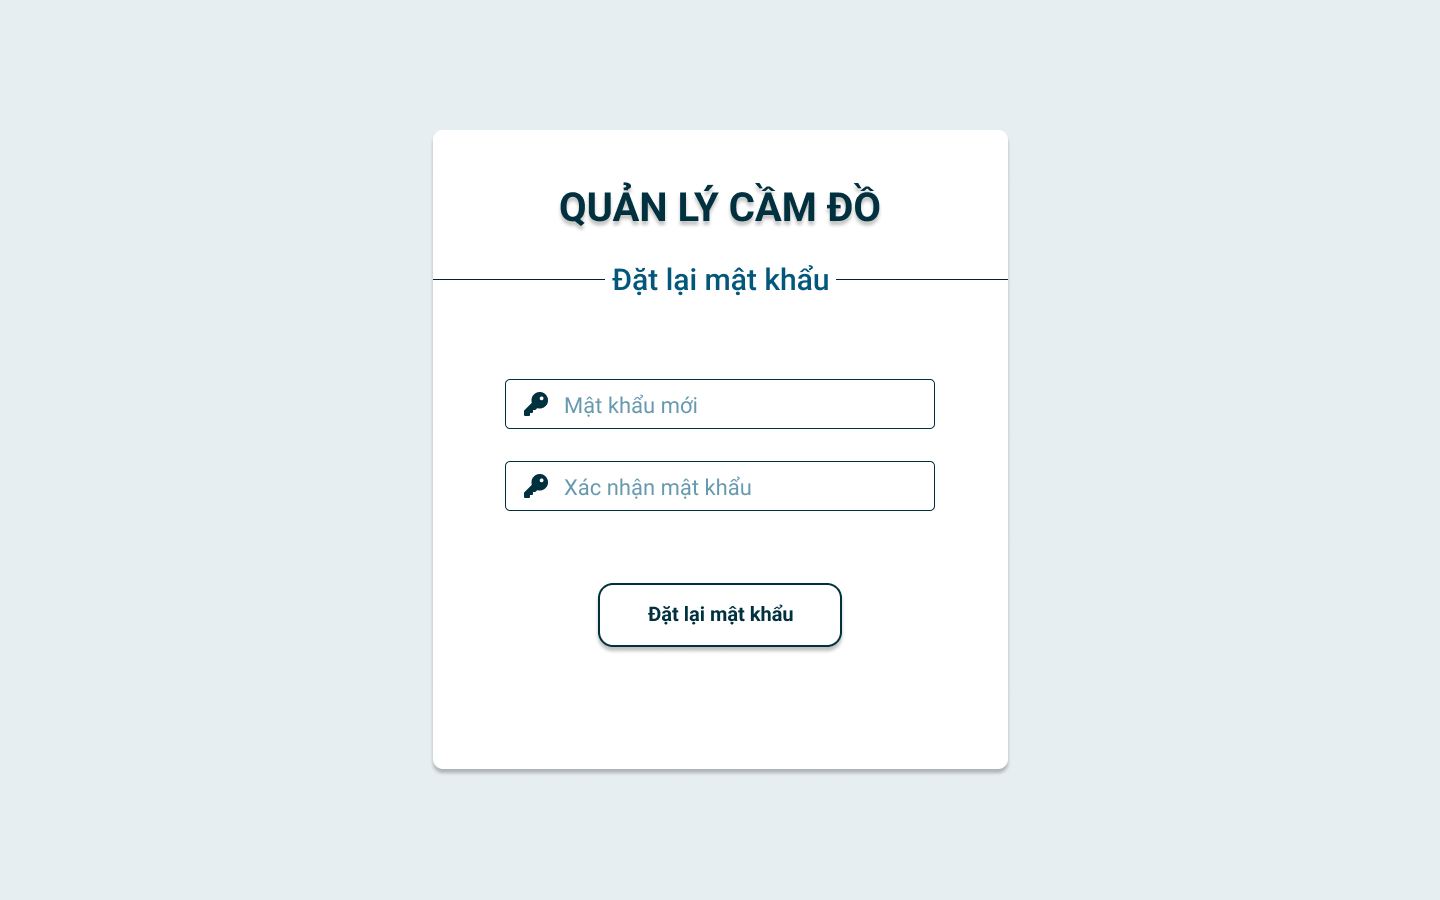 QUẢN LÝ CẦM ĐỒ
Đặt lại mật khẩu
Mật khẩu mới
Xác nhận mật khẩu
Đặt lại mật khẩu